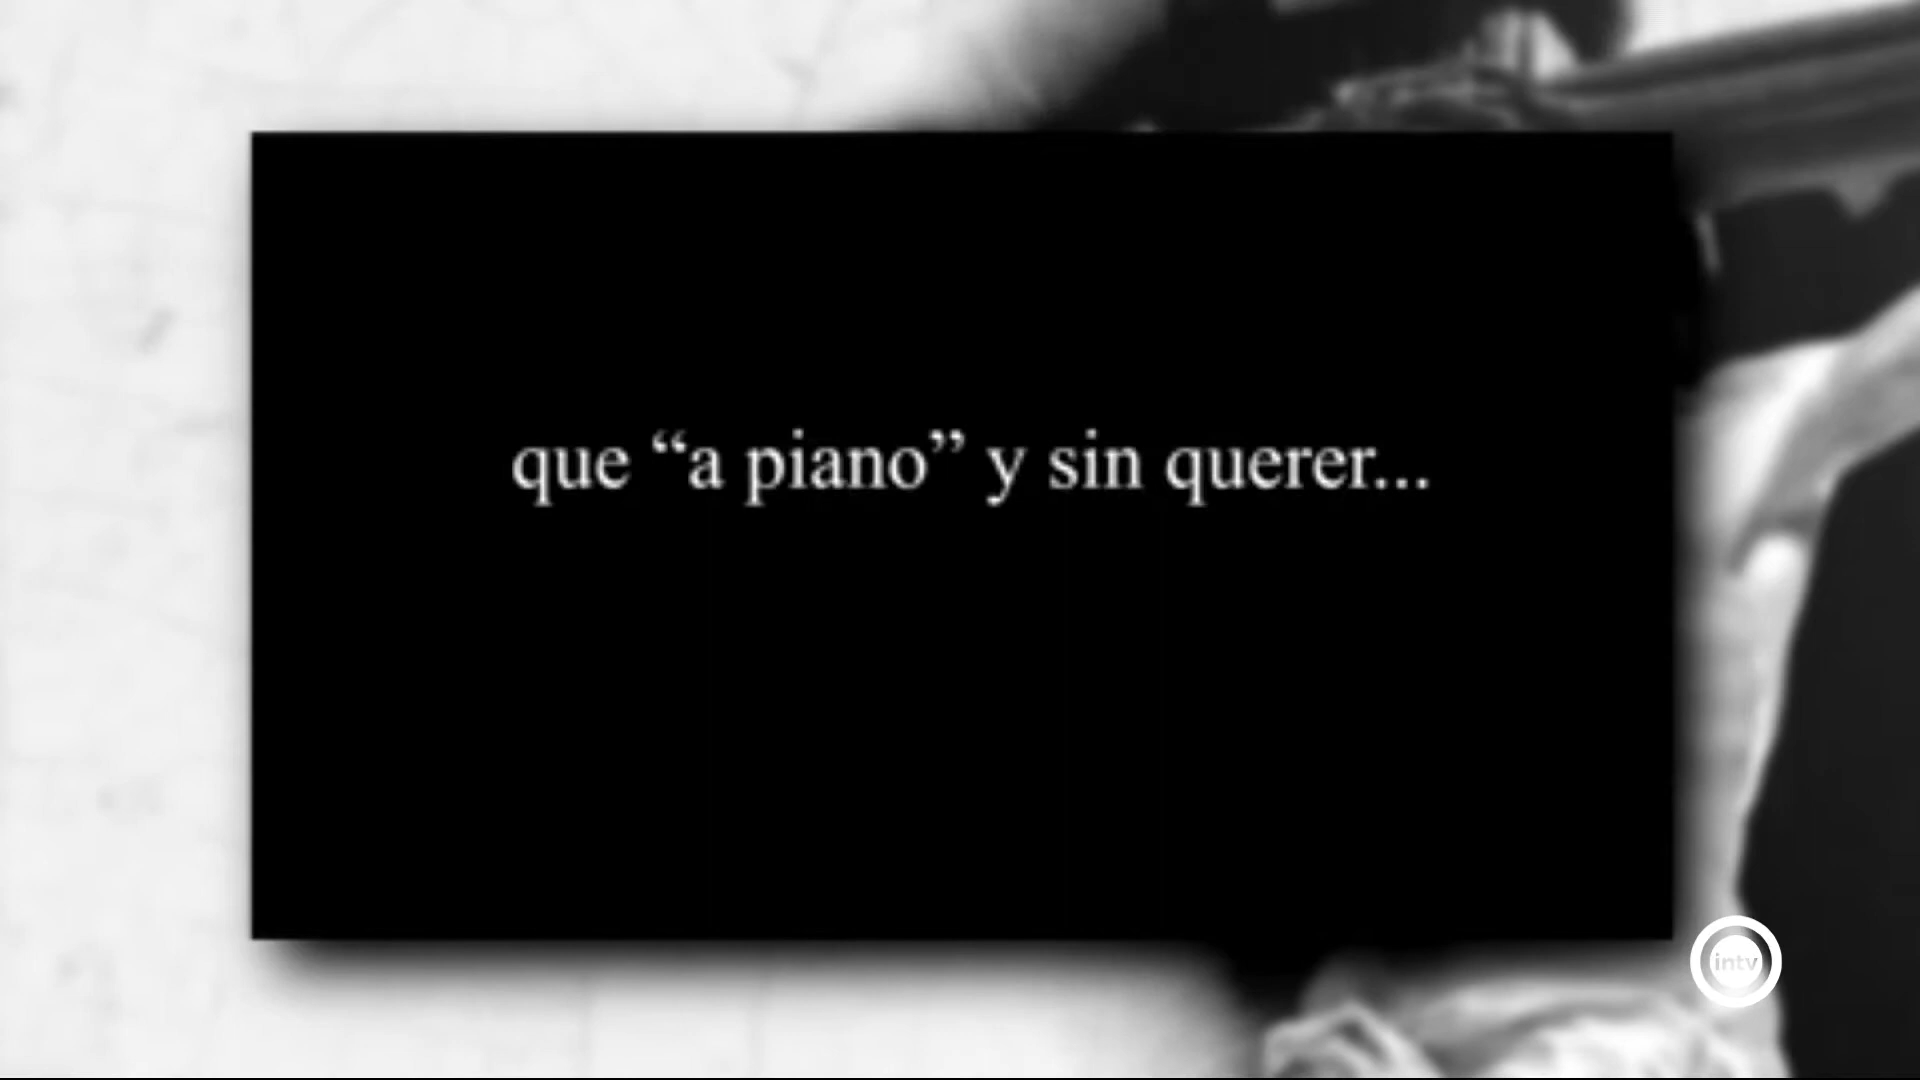 que “a piano” y sin querer...
intv